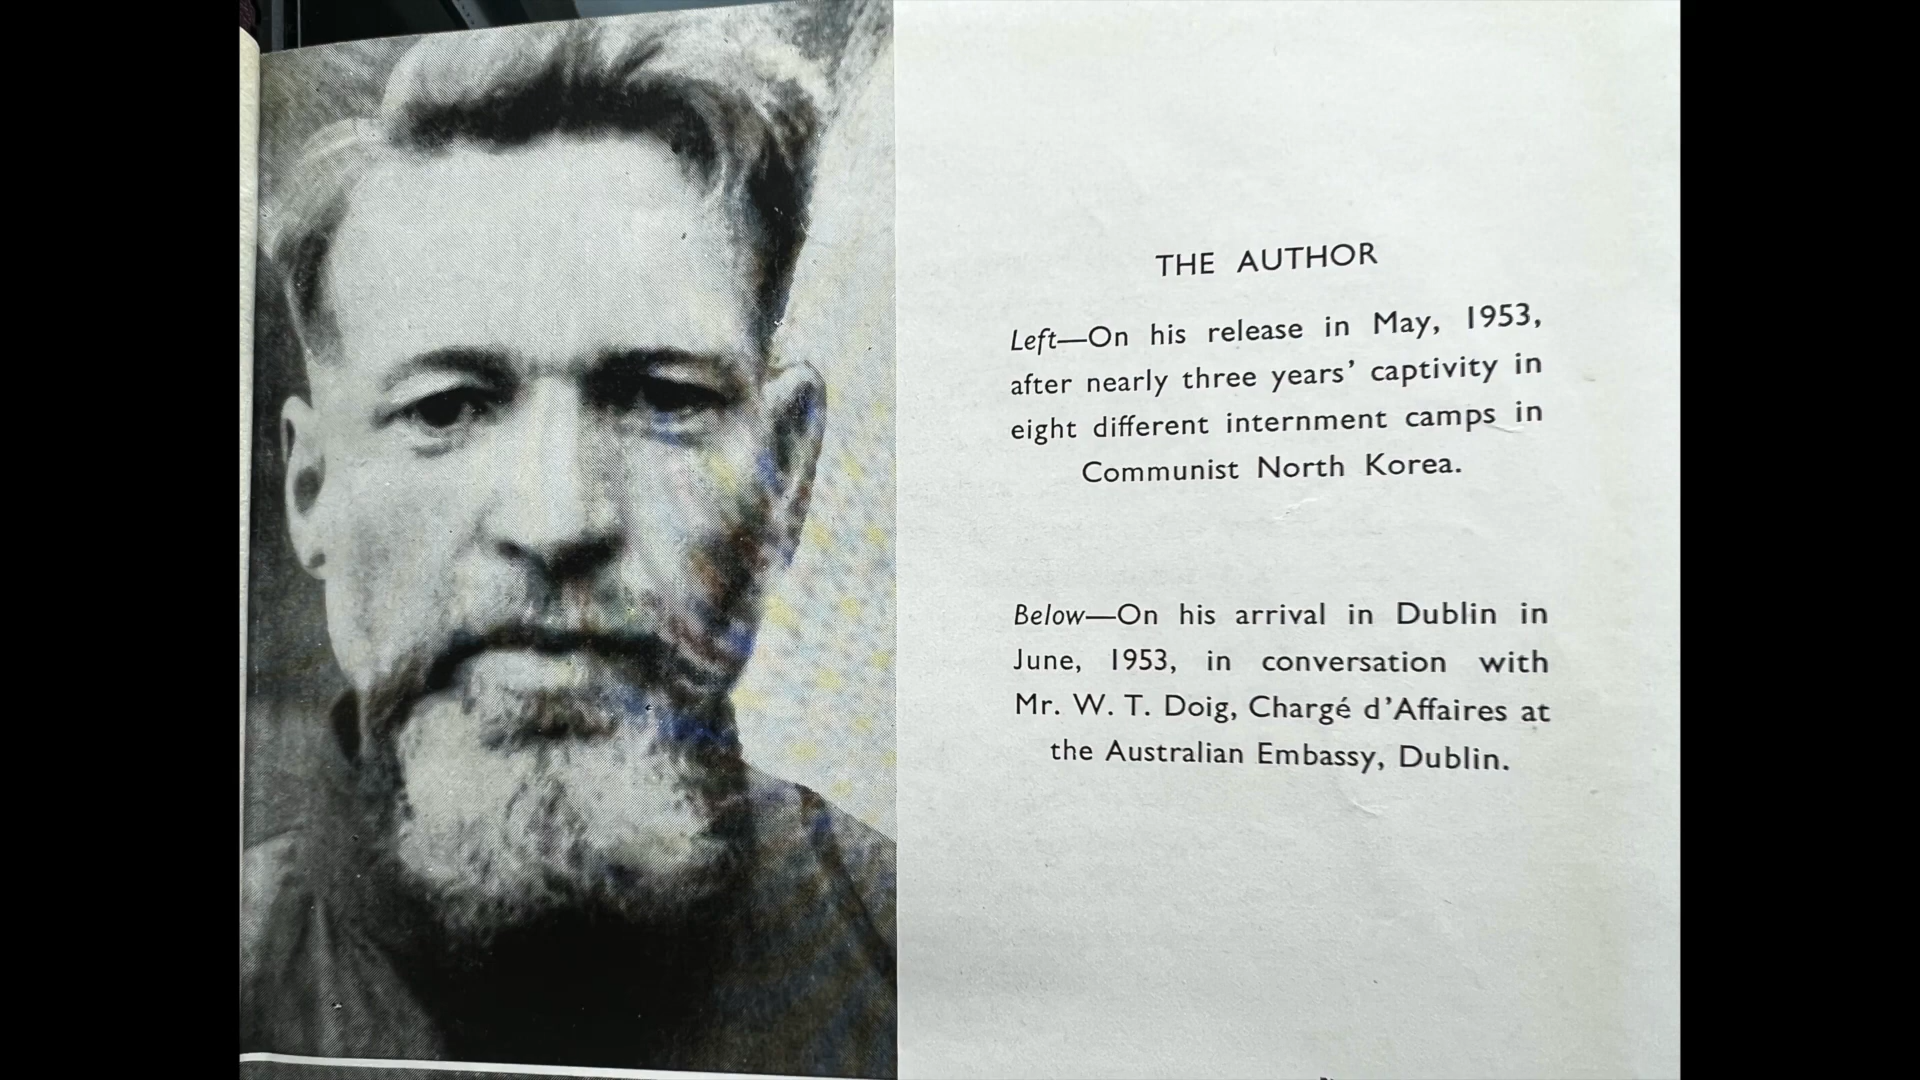 THE AUTHOR
Left—On his release in May, 1953,
after nearly three years’ captivity in
eight different internment camps in
Communist North Korea.
Below—On his arrival in Dublin in
June, 1953, in conversation with
Mr. W. T. Doig, Chargé d’Affaires at
the Australian Embassy, Dublin.